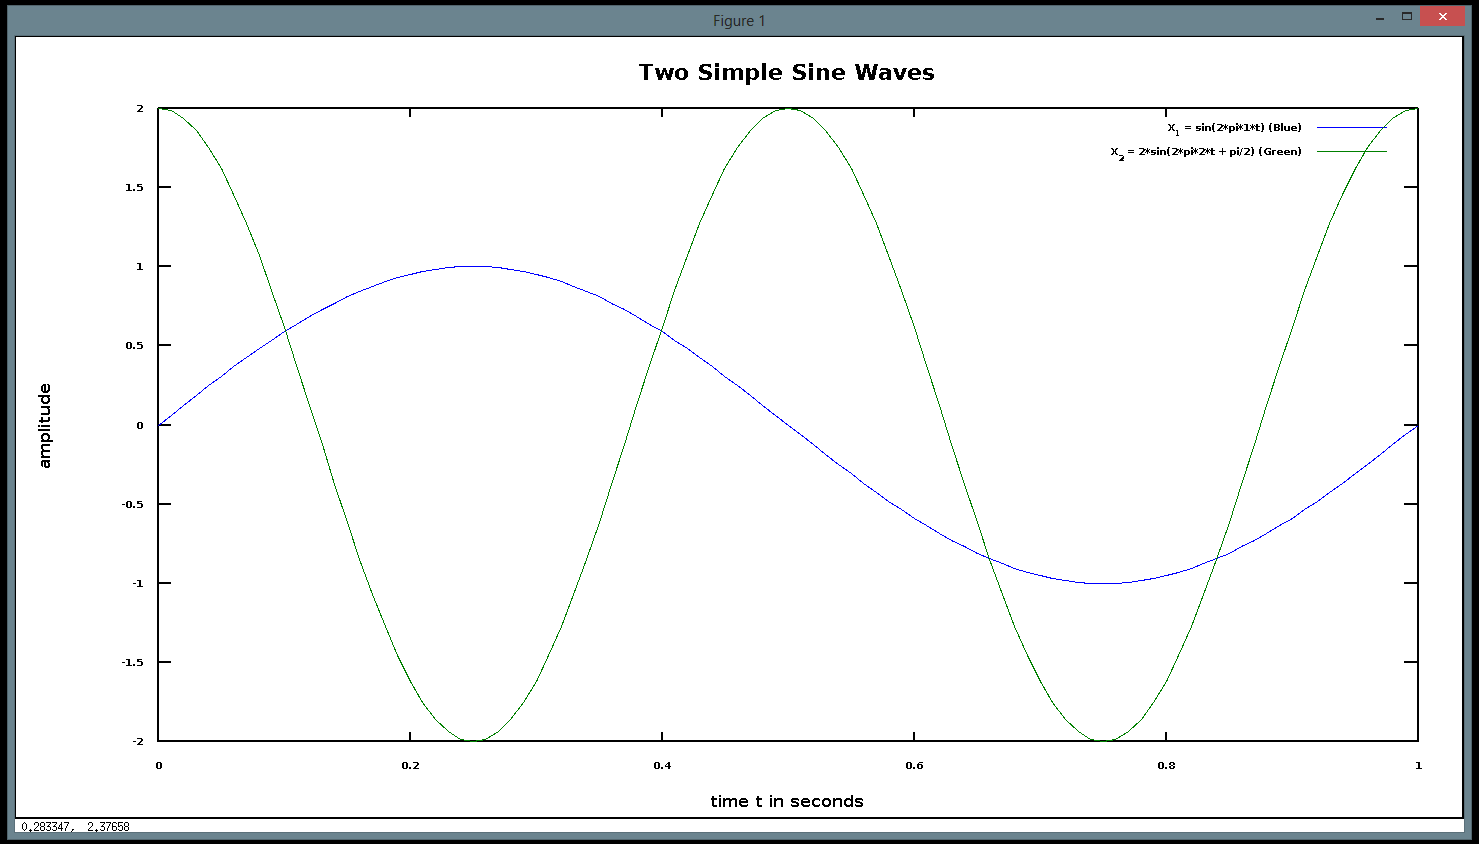 Figure 1
Two Simple Sine Waves
X1 = sin(2*pi*1*t) (Blue)
X2 = 2*sin(2*pi*2*t + pi/2) (Green)
2
1.5
1
0.5
0
-0.5
-1
-1.5
-2
amplitude
0 0.2 0.4 0.6 0.8 1
time t in seconds
0.283347, 2.37658